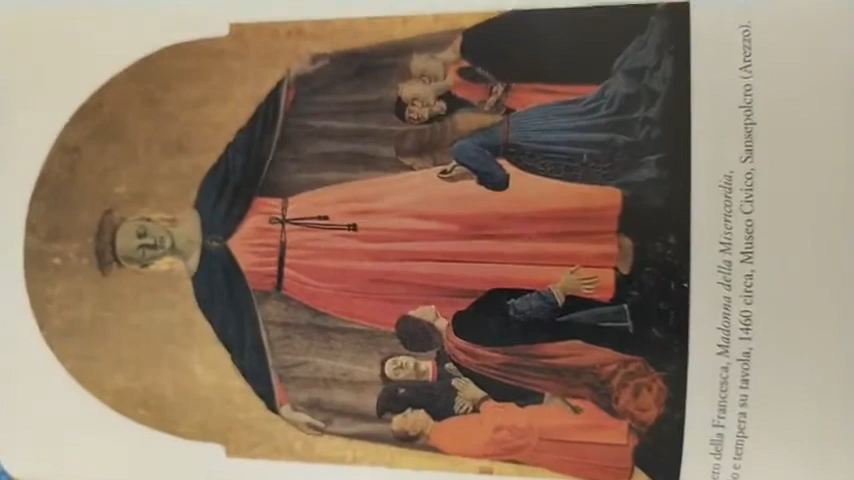 ero della Francesca, Madonna della Misericordia,
o e tempera su tavola, 1460 circa, Museo Civico, Sansepolcro (Arezzo).